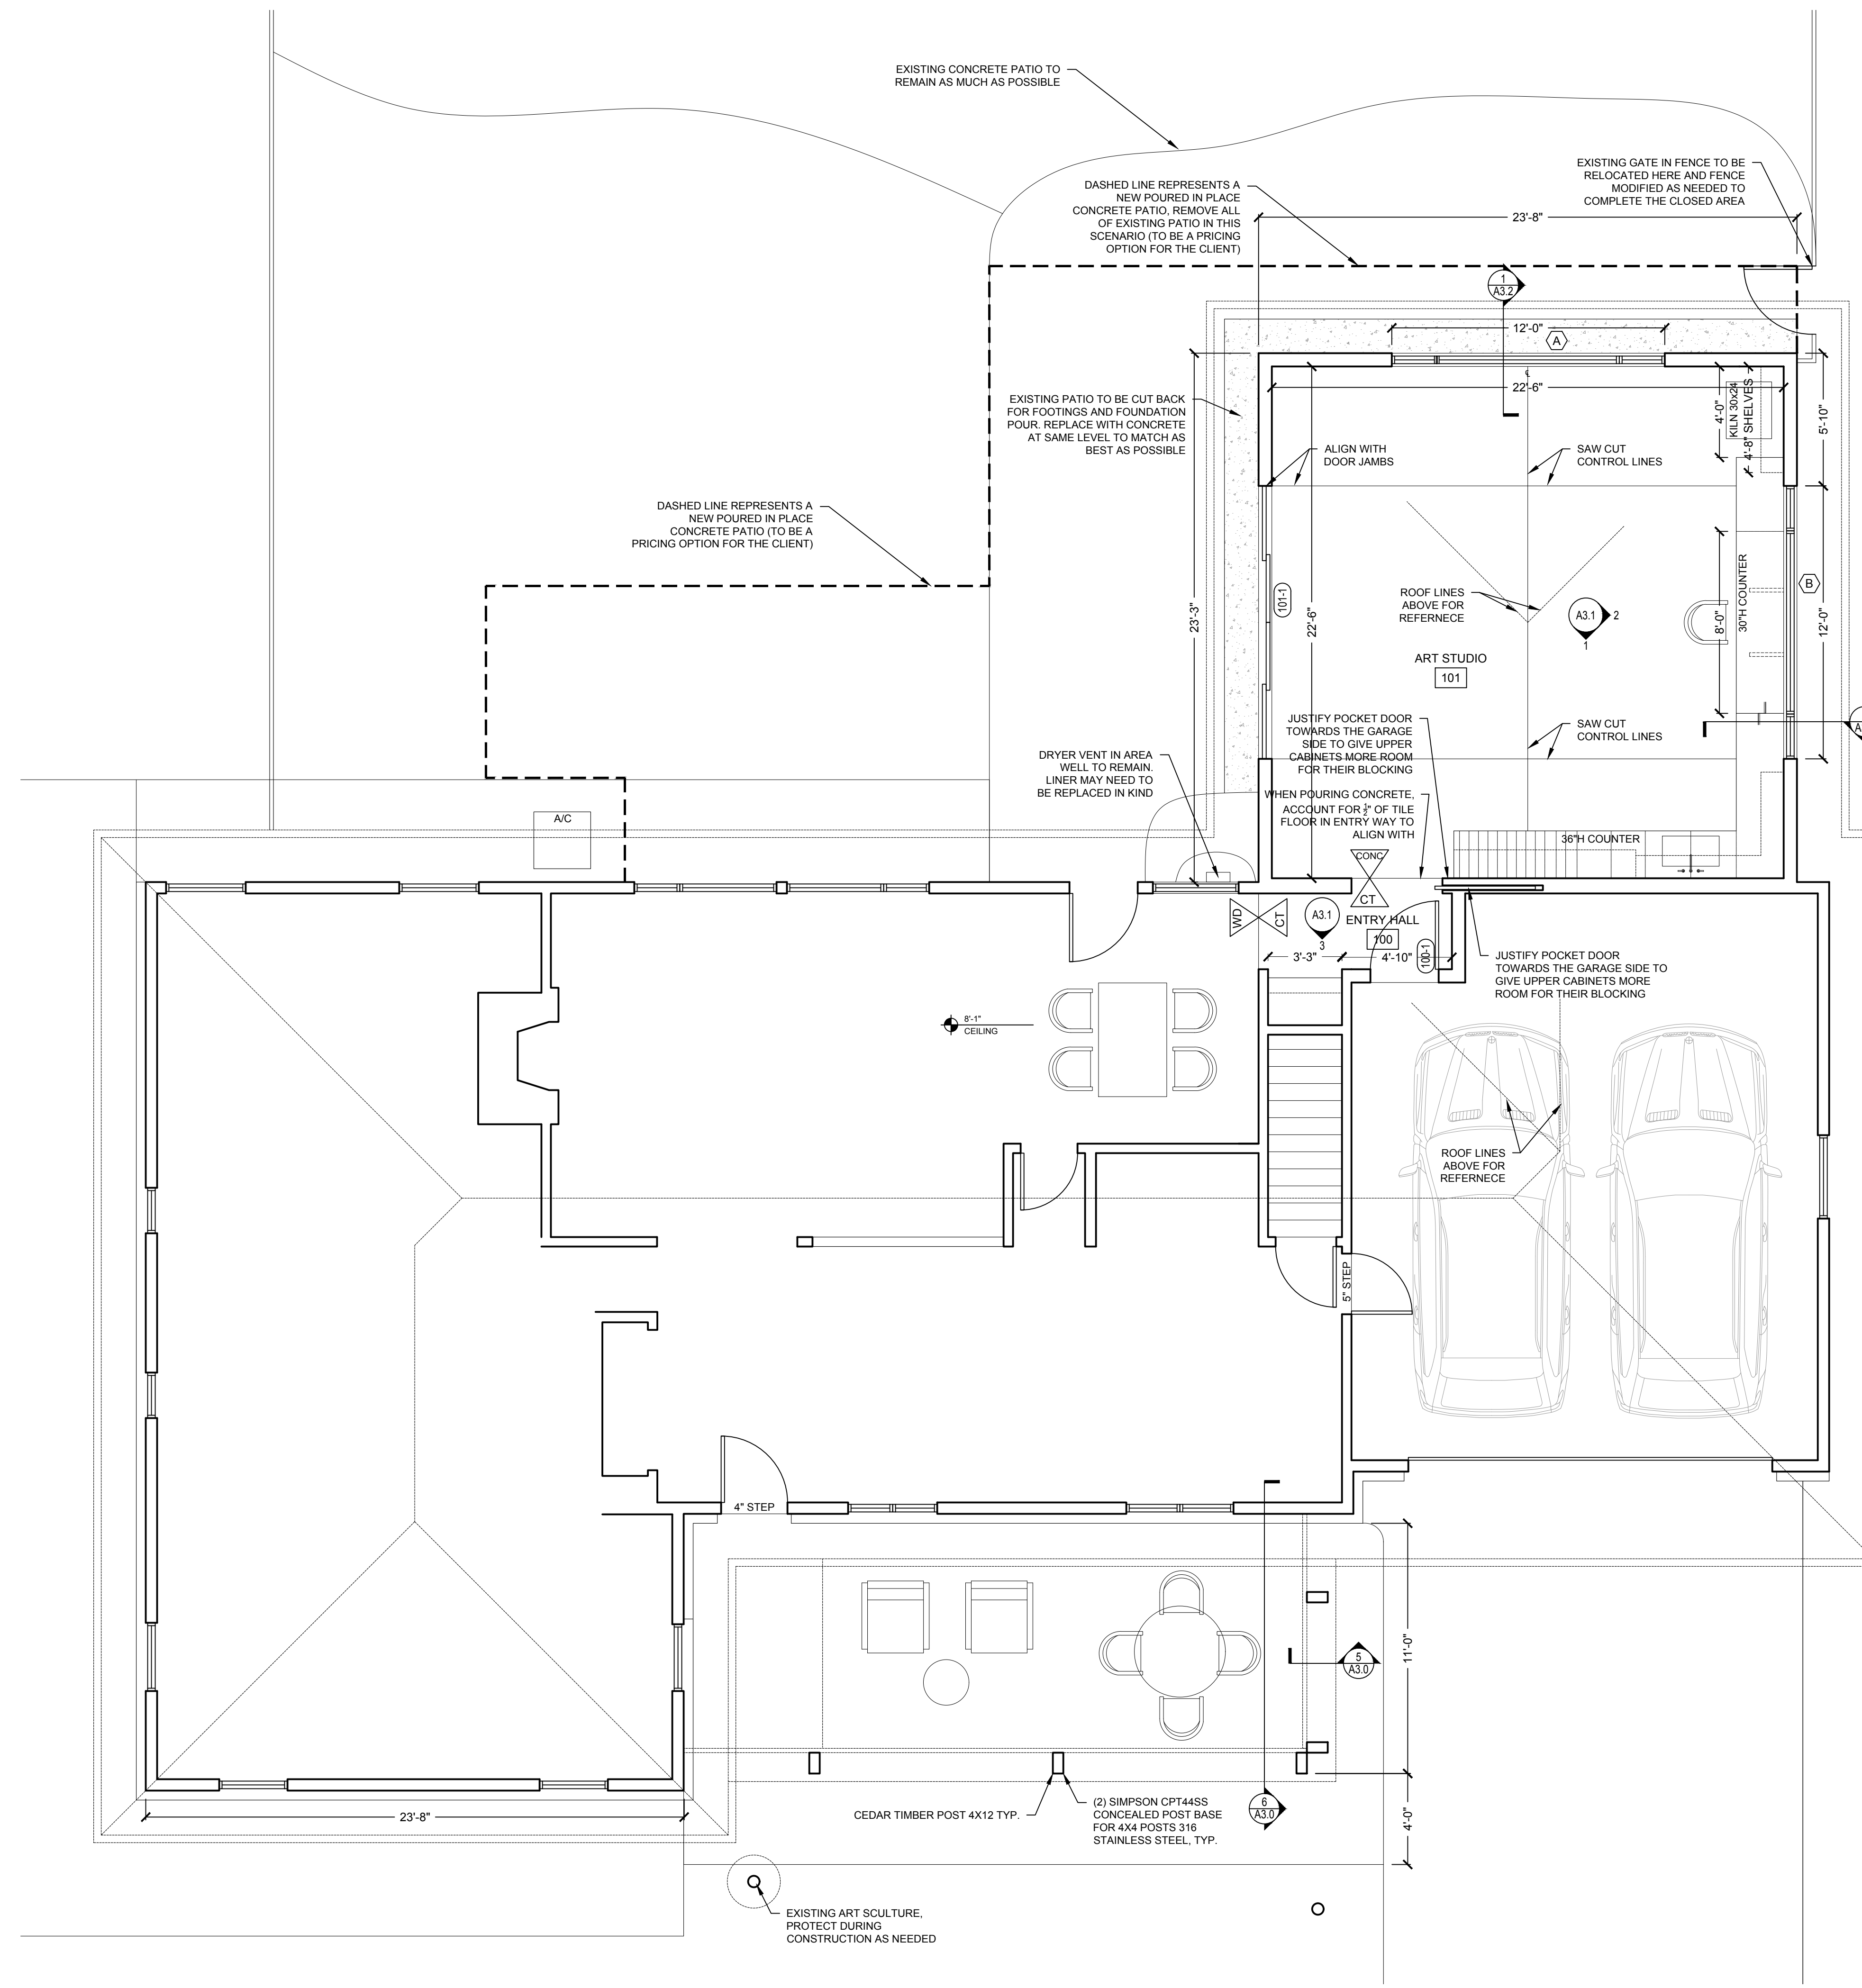 EXISTING CONCRETE PATIO TO
REMAIN AS MUCH AS POSSIBLE
EXISTING GATE IN FENCE TO BE
RELOCATED HERE AND FENCE
MODIFIED AS NEEDED TO
COMPLETE THE CLOSED AREA
DASHED LINE REPRESENTS A
NEW POURED IN PLACE
CONCRETE PATIO, REMOVE ALL
OF EXISTING PATIO IN THIS
SCENARIO (TO BE A PRICING
OPTION FOR THE CLIENT)
23'-8"
1
A3.2
12'-0"
A
22'-6"
℄
KILN 30x24
4'-0"
4'-8" SHELVES
5'-10"
EXISTING PATIO TO BE CUT BACK
FOR FOOTINGS AND FOUNDATION
POUR. REPLACE WITH CONCRETE
AT SAME LEVEL TO MATCH AS
BEST AS POSSIBLE
ALIGN WITH
DOOR JAMBS
SAW CUT
CONTROL LINES
DASHED LINE REPRESENTS A
NEW POURED IN PLACE
CONCRETE PATIO (TO BE A
PRICING OPTION FOR THE CLIENT)
23'-3"
101-1
22'-6"
ROOF LINES
ABOVE FOR
REFERNECE
A3.1
2
1
8'-0"
30"H COUNTER
B
12'-0"
ART STUDIO
101
JUSTIFY POCKET DOOR
TOWARDS THE GARAGE
SIDE TO GIVE UPPER
CABINETS MORE ROOM
FOR THEIR BLOCKING
SAW CUT
CONTROL LINES
A
DRYER VENT IN AREA
WELL TO REMAIN.
LINER MAY NEED TO
BE REPLACED IN KIND
WHEN POURING CONCRETE,
ACCOUNT FOR ½" OF TILE
FLOOR IN ENTRY WAY TO
ALIGN WITH
36"H COUNTER
A/C
CONC
CT
WD
CT
A3.1
3
ENTRY HALL
100
100-1
3'-3"
4'-10"
JUSTIFY POCKET DOOR
TOWARDS THE GARAGE SIDE TO
GIVE UPPER CABINETS MORE
ROOM FOR THEIR BLOCKING
8'-1"
CEILING
ROOF LINES
ABOVE FOR
REFERNECE
5" STEP
4" STEP
11'-0"
5
A3.0
4'-0"
6
A3.0
23'-8"
CEDAR TIMBER POST 4X12 TYP.
(2) SIMPSON CPT44SS
CONCEALED POST BASE
FOR 4X4 POSTS 316
STAINLESS STEEL, TYP.
EXISTING ART SCULTURE,
PROTECT DURING
CONSTRUCTION AS NEEDED